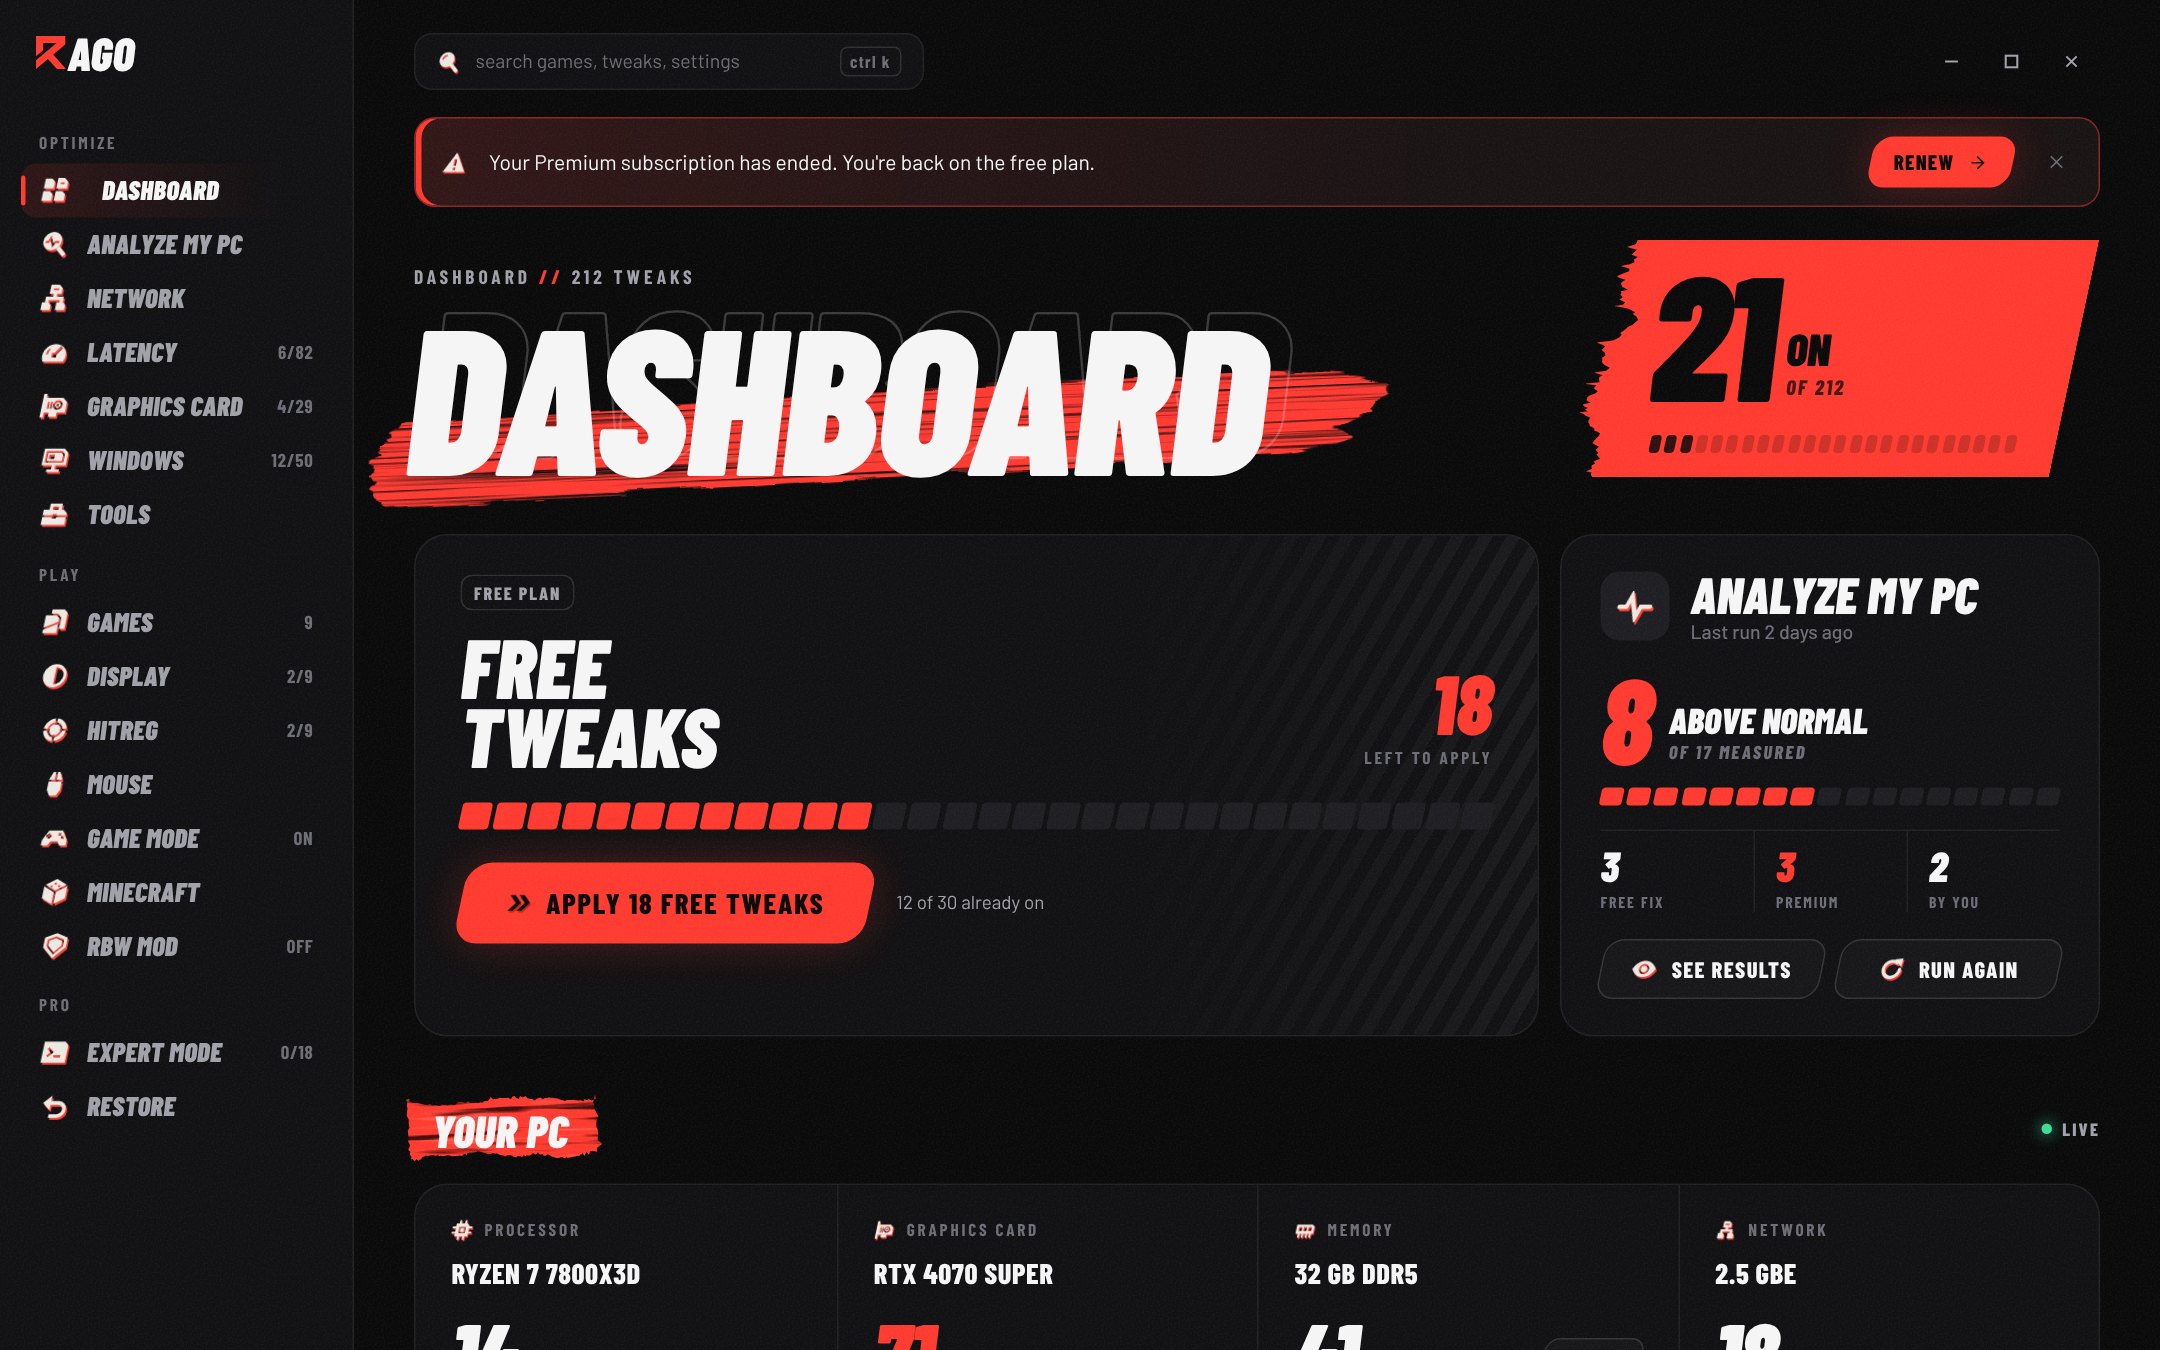 RAGO
search games, tweaks, settings
ctrl k
OPTIMIZE
DASHBOARD
ANALYZE MY PC
NETWORK
LATENCY 6/82
GRAPHICS CARD 4/29
WINDOWS 12/50
TOOLS
PLAY
GAMES 9
DISPLAY 2/9
HITREG 2/9
MOUSE
GAME MODE ON
MINECRAFT
RBW MOD OFF
PRO
EXPERT MODE 0/18
RESTORE
Your Premium subscription has ended. You're back on the free plan.
RENEW
DASHBOARD // 212 TWEAKS
DASHBOARD
21 ON
OF 212
FREE PLAN
FREE
TWEAKS
18
LEFT TO APPLY
APPLY 18 FREE TWEAKS
12 of 30 already on
ANALYZE MY PC
Last run 2 days ago
8 ABOVE NORMAL
OF 17 MEASURED
3 3 2
FREE FIX PREMIUM BY YOU
SEE RESULTS RUN AGAIN
YOUR PC
LIVE
PROCESSOR
RYZEN 7 7800X3D
GRAPHICS CARD
RTX 4070 SUPER
MEMORY
32 GB DDR5
NETWORK
2.5 GBE